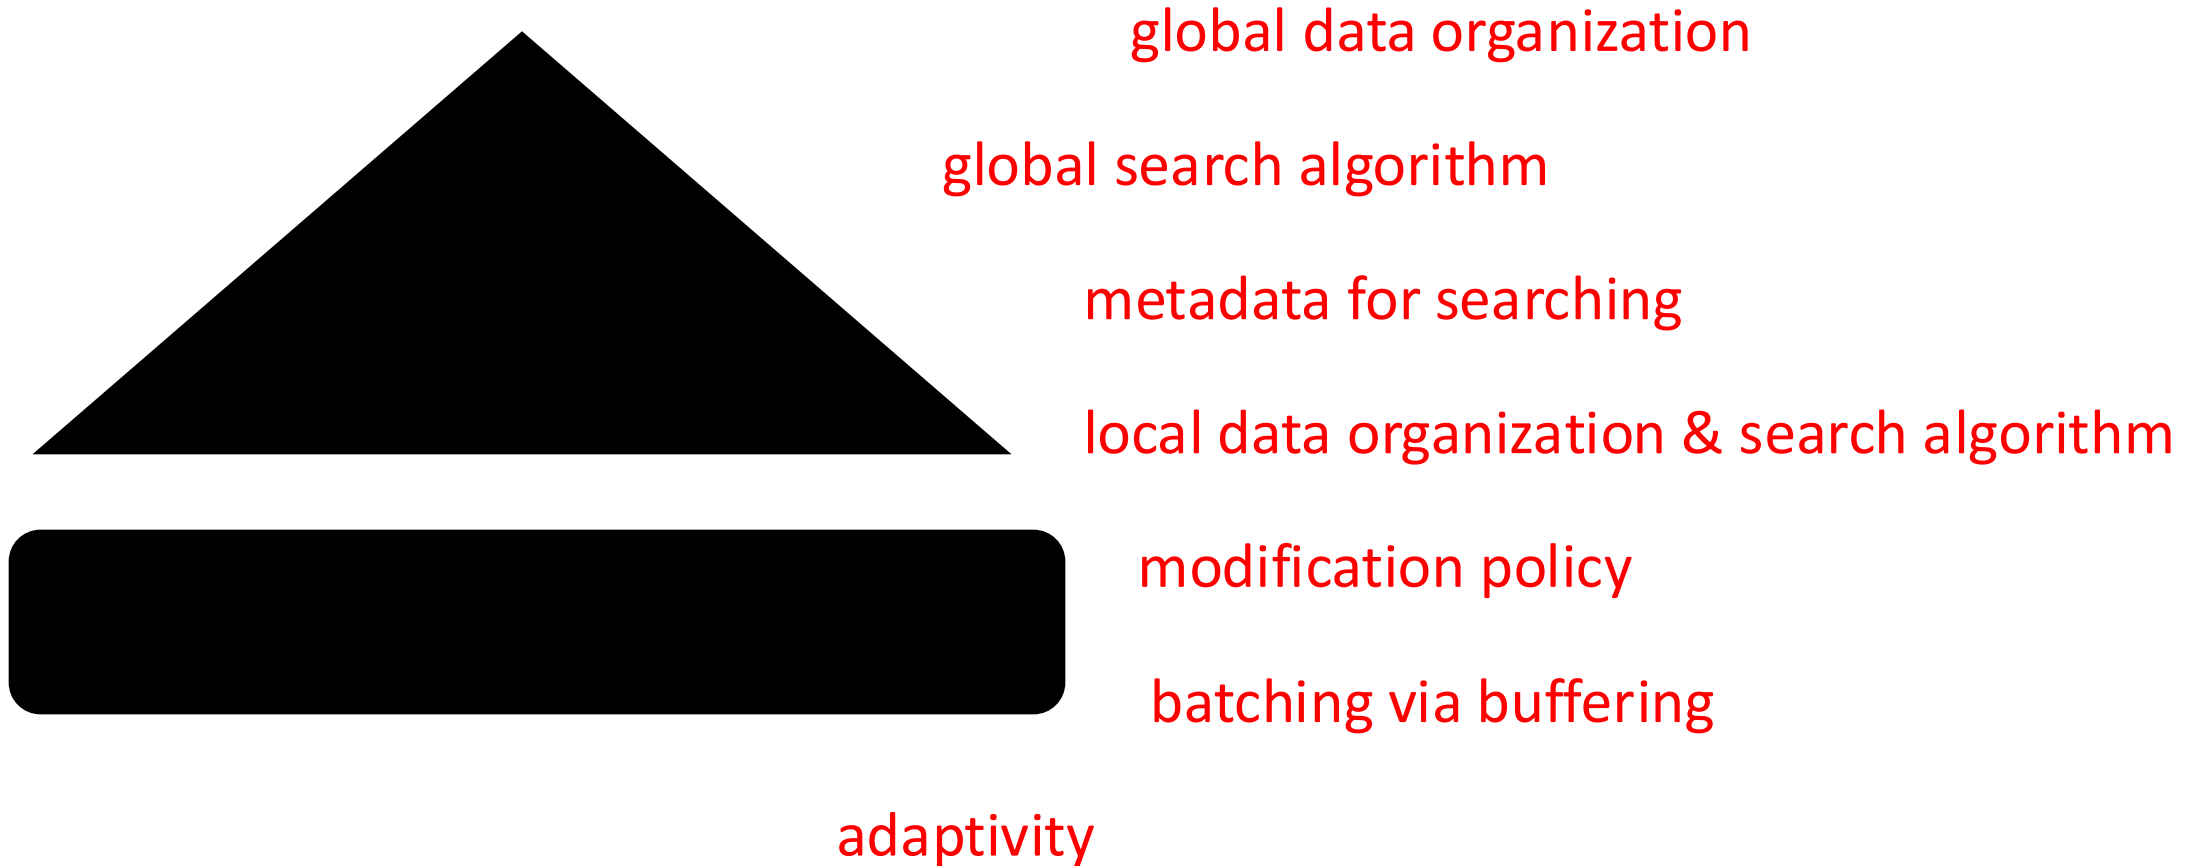 global data organization
global search algorithm
metadata for searching
local data organization & search algorithm
modification policy
batching via buffering
adaptivity